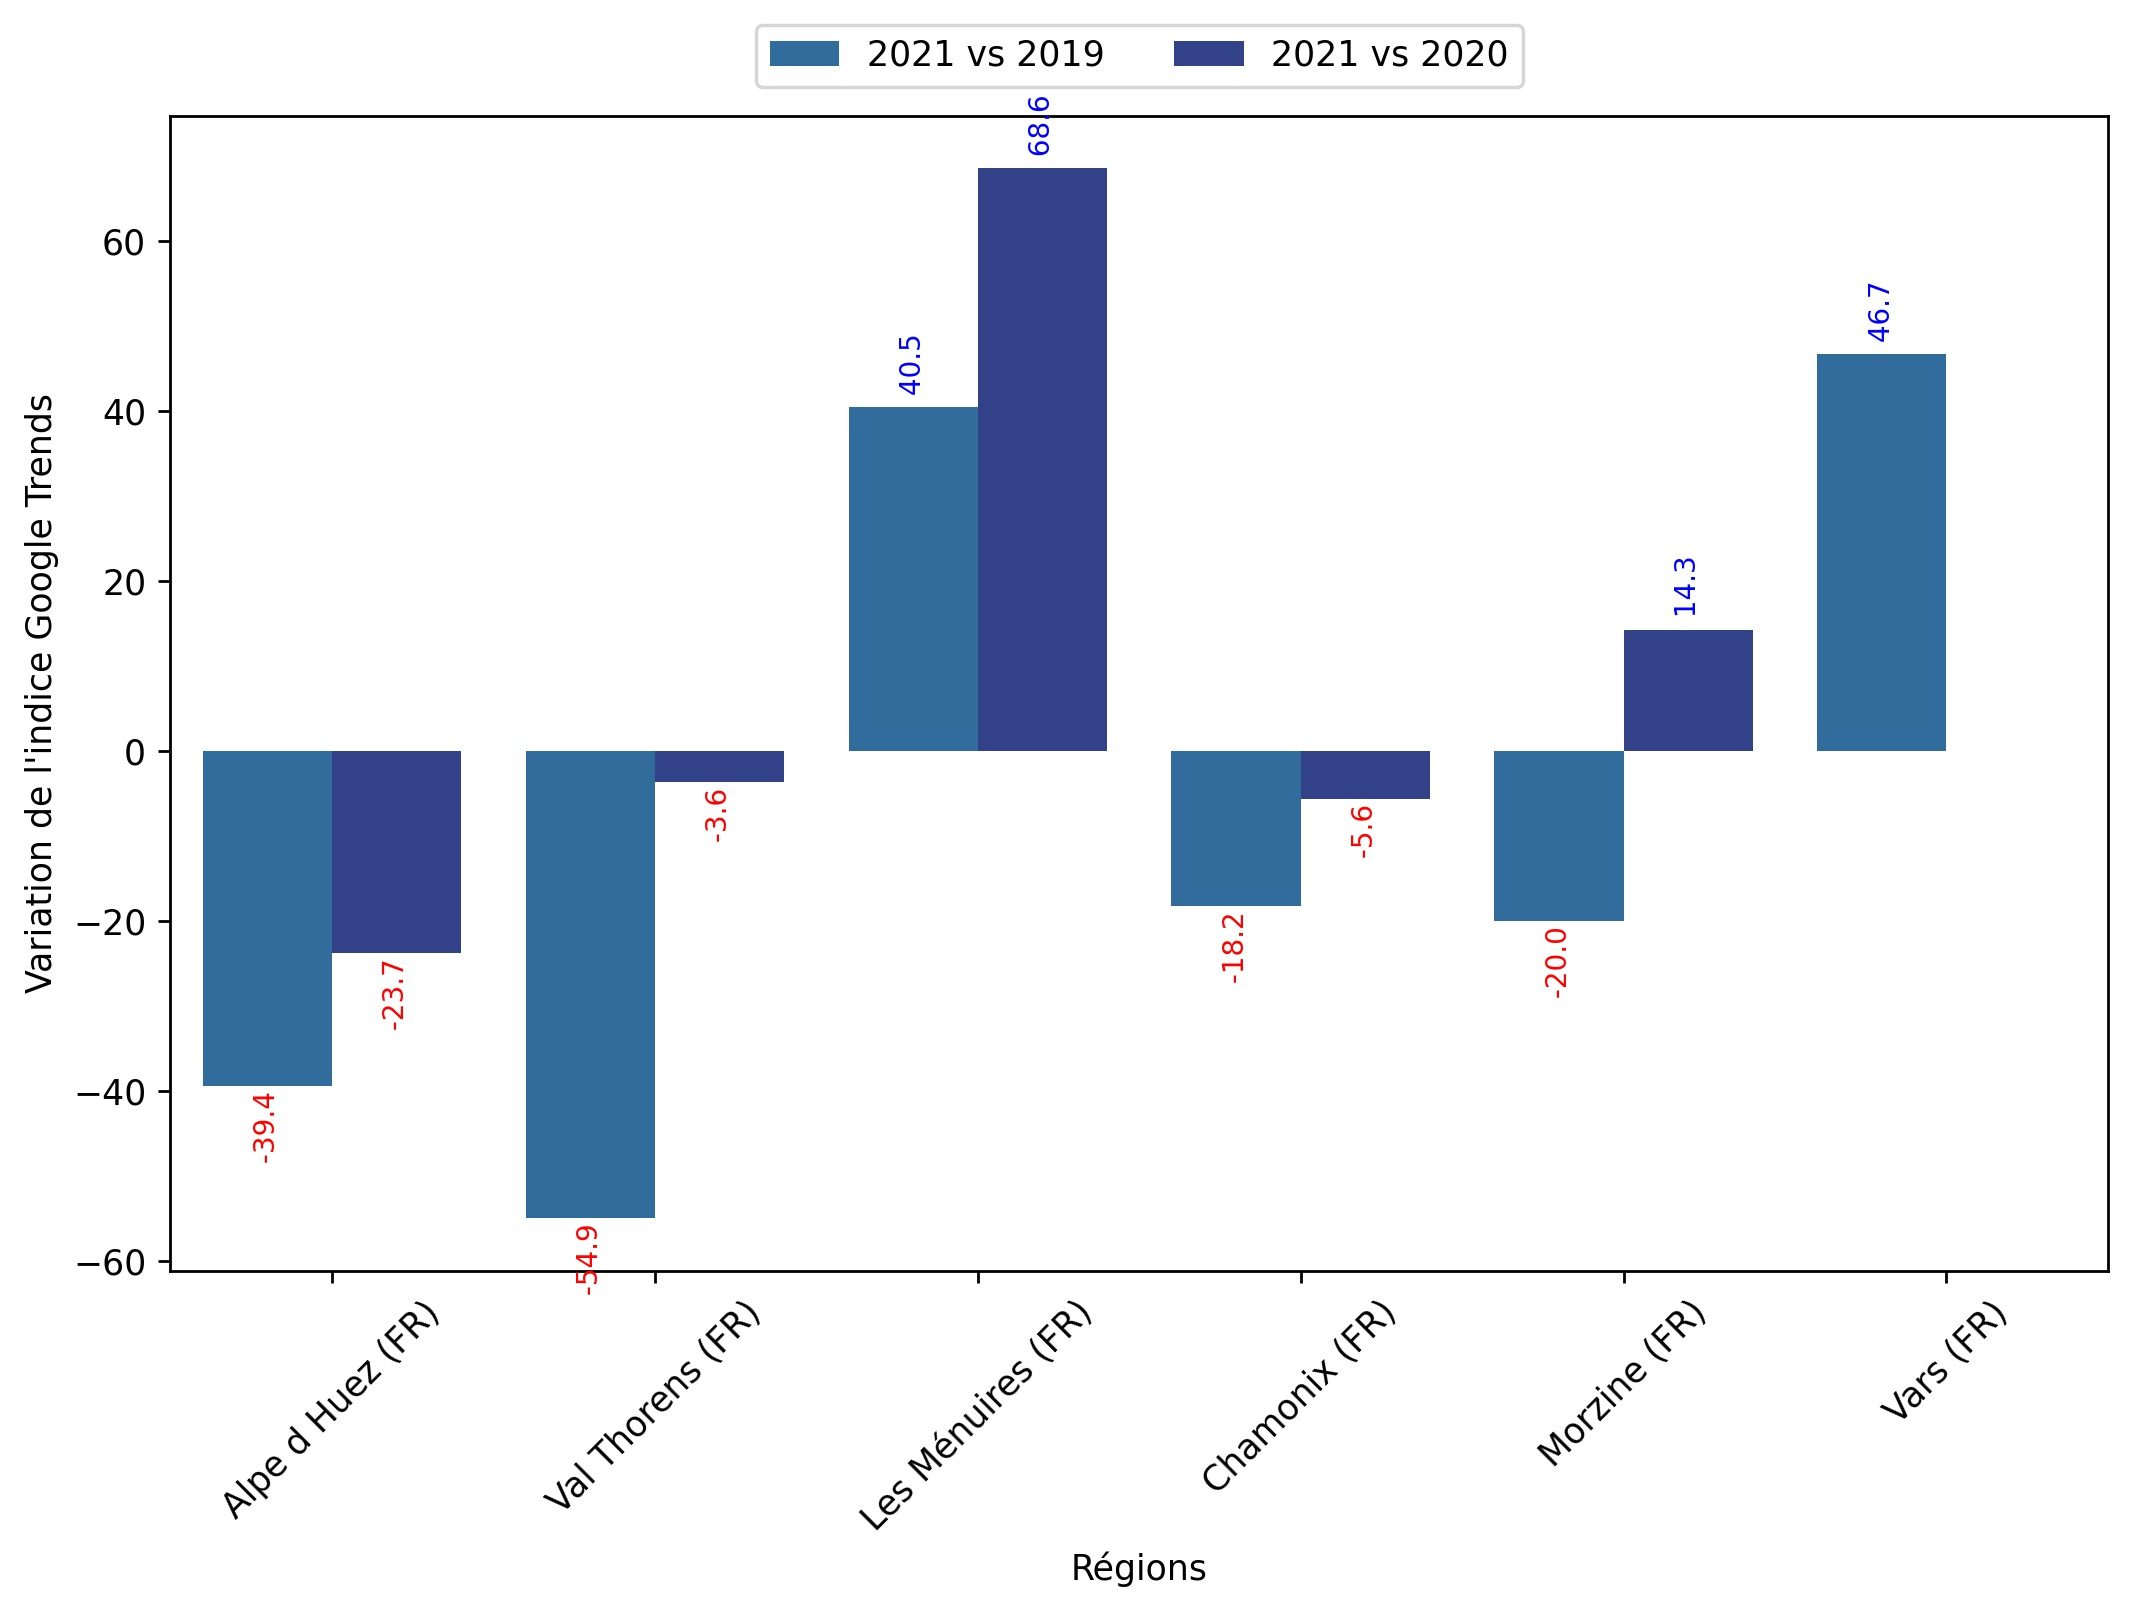 2021 vs 2019
2021 vs 2020
Variation de l'indice Google Trends
60
40
20
0
−20
−40
−60
-39.4
-23.7
-54.9
-3.6
40.5
68.6
-18.2
-5.6
-20.0
14.3
46.7
Alpe d Huez (FR)
Val Thorens (FR)
Les Ménuires (FR)
Chamonix (FR)
Morzine (FR)
Vars (FR)
Régions